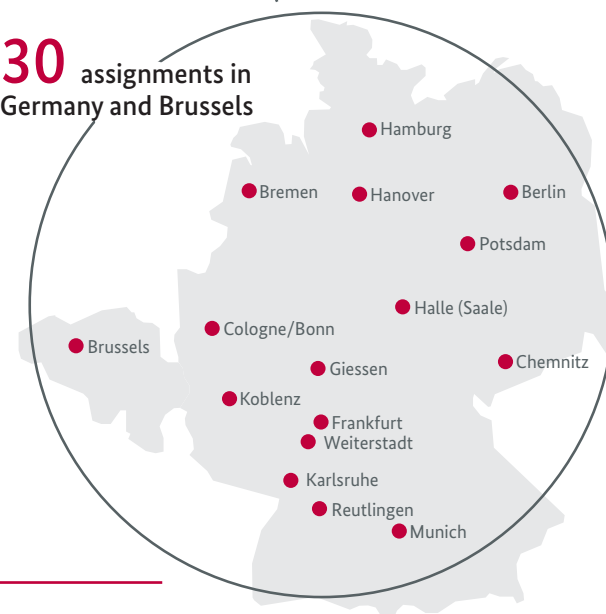 30 assignments in
Germany and Brussels
Hamburg
Bremen
Hanover
Berlin
Potsdam
Halle (Saale)
Cologne/Bonn
Brussels
Giessen
Chemnitz
Koblenz
Frankfurt
Weiterstadt
Karlsruhe
Reutlingen
Munich